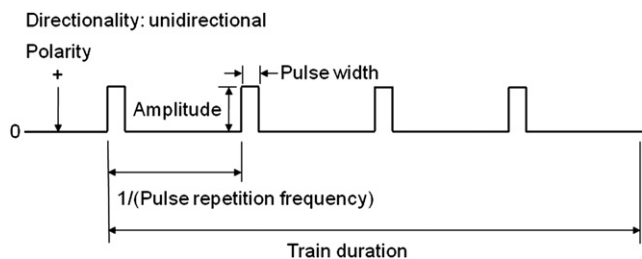 Directionality: unidirectional
Polarity
+
Pulse width
Amplitude
0
1/(Pulse repetition frequency)
Train duration